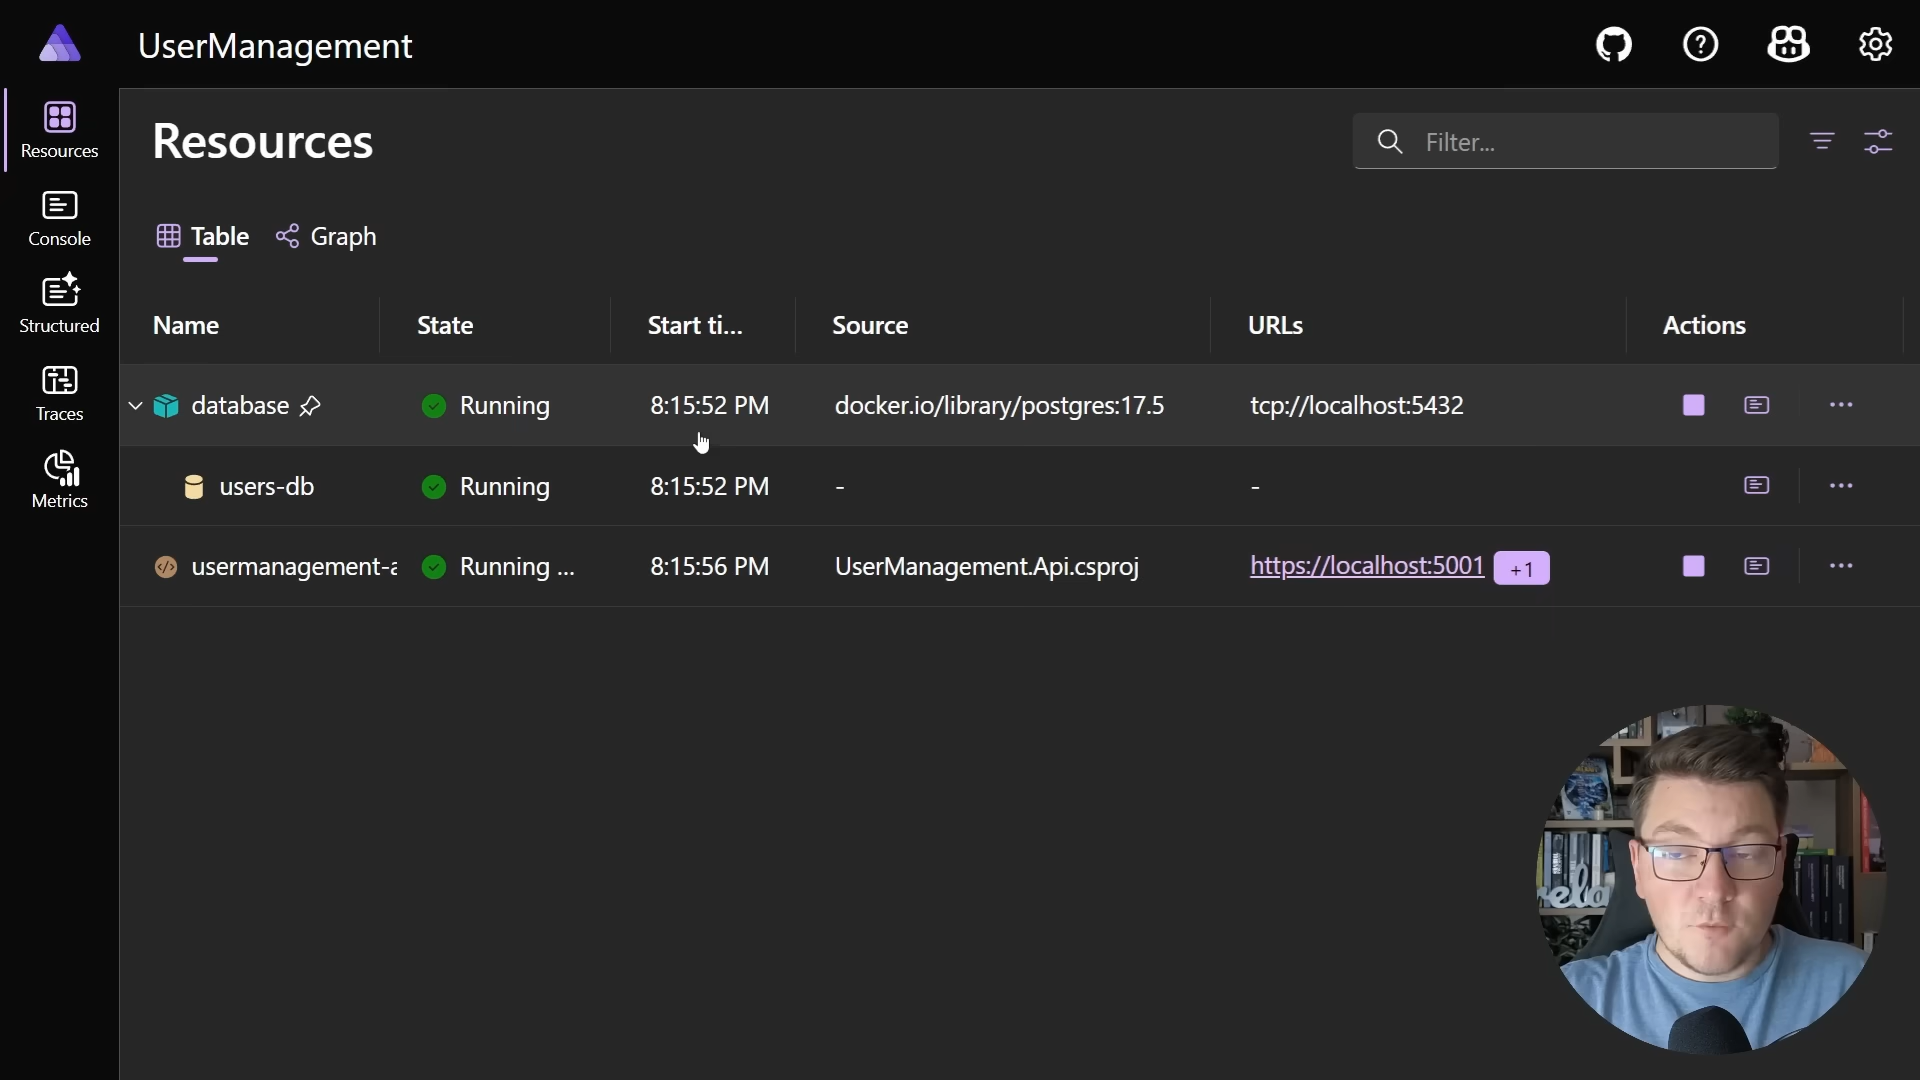 UserManagement
Resources
Console
Structured
Traces
Metrics
Resources
Filter...
Table Graph
Name State Start ti... Source URLs Actions
database Running 8:15:52 PM docker.io/library/postgres:17.5 tcp://localhost:5432
users-db Running 8:15:52 PM - -
usermanagement-a Running ... 8:15:56 PM UserManagement.Api.csproj https://localhost:5001 +1